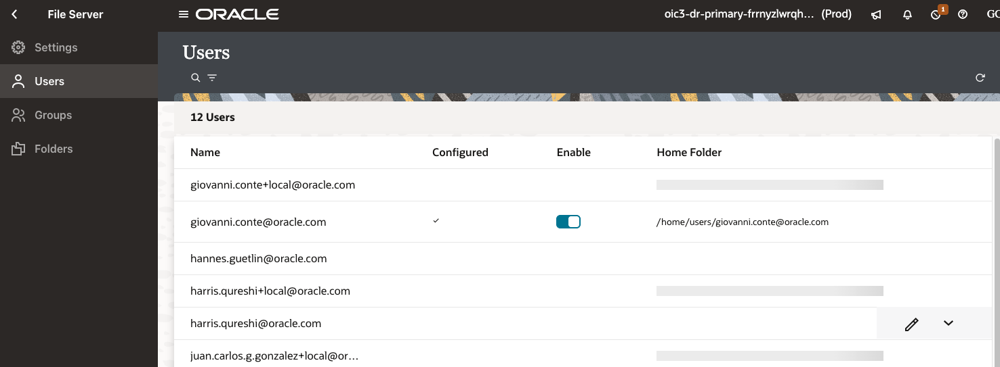 File Server
ORACLE
oic3-dr-primary-frrnyzlwrqh... (Prod)
1
Settings
Users
Groups
Folders
Users
12 Users
Name Configured Enable Home Folder
giovanni.conte+local@oracle.com
giovanni.conte@oracle.com /home/users/giovanni.conte@oracle.com
hannes.guetlin@oracle.com
harris.qureshi+local@oracle.com
harris.qureshi@oracle.com
juan.carlos.g.gonzalez+local@or...